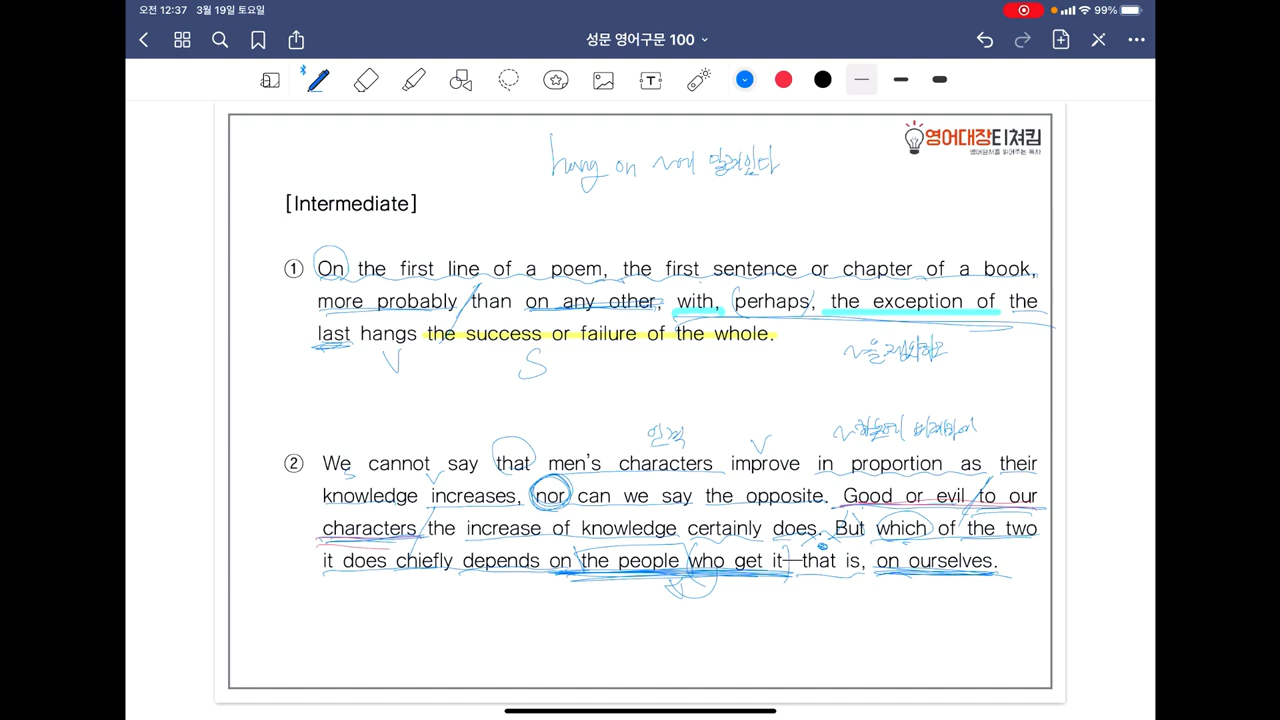 오전 12:37 3월 19일 토요일
99%
성문 영어구문 100
영어대장티쳐킴
hang on ~에 달려있다
[Intermediate]
① On the first line of a poem, the first sentence or chapter of a book,
more probably than on any other, with, perhaps, the exception of the
last hangs the success or failure of the whole.
~을 제외하고
V S
인격 V ~함에 비례하여
② We cannot say that men's characters improve in proportion as their
S V
knowledge increases, nor can we say the opposite. Good or evil to our
characters the increase of knowledge certainly does. But which of the two
it does chiefly depends on the people who get it—that is, on ourselves.